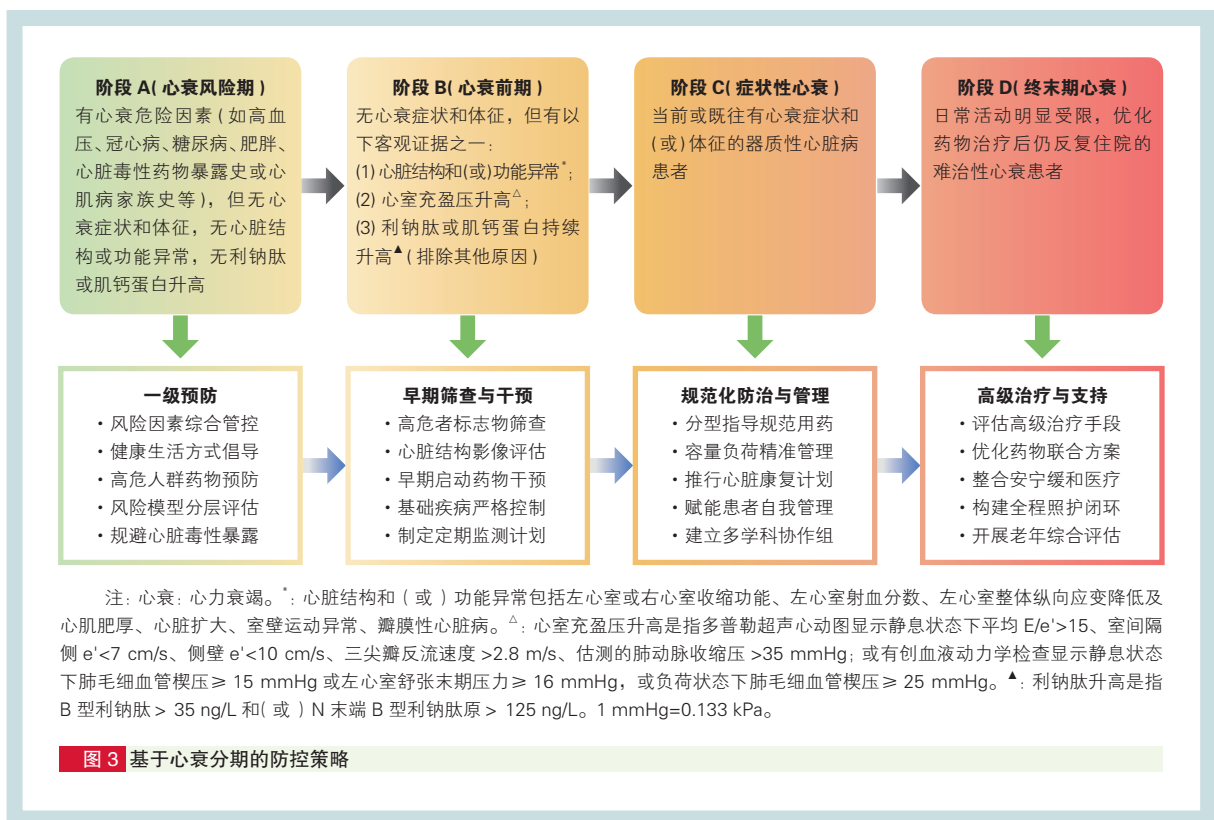 阶段 A(心衰风险期)
有心衰危险因素(如高血
压、冠心病、糖尿病、肥胖、
心脏毒性药物暴露史或心
肌病家族史等),但无心
衰症状和体征,无心脏结
构或功能异常,无利钠肽
或肌钙蛋白升高
阶段 B(心衰前期)
无心衰症状和体征,但有以
下客观证据之一:
(1) 心脏结构和(或)功能异常*;
(2) 心室充盈压升高△;
(3) 利钠肽或肌钙蛋白持续
升高▲(排除其他原因)
阶段 C(症状性心衰)
当前或既往有心衰症状和
(或)体征的器质性心脏病
患者
阶段 D(终末期心衰)
日常活动明显受限,优化
药物治疗后仍反复住院的
难治性心衰患者
一级预防
・风险因素综合管控
・健康生活方式倡导
・高危人群药物预防
・风险模型分层评估
・规避心脏毒性暴露
早期筛查与干预
・高危者标志物筛查
・心脏结构影像评估
・早期启动药物干预
・基础疾病严格控制
・制定定期监测计划
规范化防治与管理
・分型指导规范用药
・容量负荷精准管理
・推行心脏康复计划
・赋能患者自我管理
・建立多学科协作组
高级治疗与支持
・评估高级治疗手段
・优化药物联合方案
・整合安宁缓和医疗
・构建全程照护闭环
・开展老年综合评估
注:心衰:心力衰竭。*:心脏结构和(或)功能异常包括左心室或右心室收缩功能、左心室射血分数、左心室整体纵向应变降低及
心肌肥厚、心脏扩大、室壁运动异常、瓣膜性心脏病。△:心室充盈压升高是指多普勒超声心动图显示静息状态下平均 E/e'>15、室间隔
侧 e'<7 cm/s、侧壁 e'<10 cm/s、三尖瓣反流速度 >2.8 m/s、估测的肺动脉收缩压 >35 mmHg;或有创血液动力学检查显示静息状态
下肺毛细血管楔压≥ 15 mmHg 或左心室舒张末期压力≥ 16 mmHg,或负荷状态下肺毛细血管楔压≥ 25 mmHg。▲:利钠肽升高是指
B 型利钠肽 > 35 ng/L 和(或)N 末端 B 型利钠肽原 > 125 ng/L。1 mmHg=0.133 kPa。
图 3 基于心衰分期的防控策略